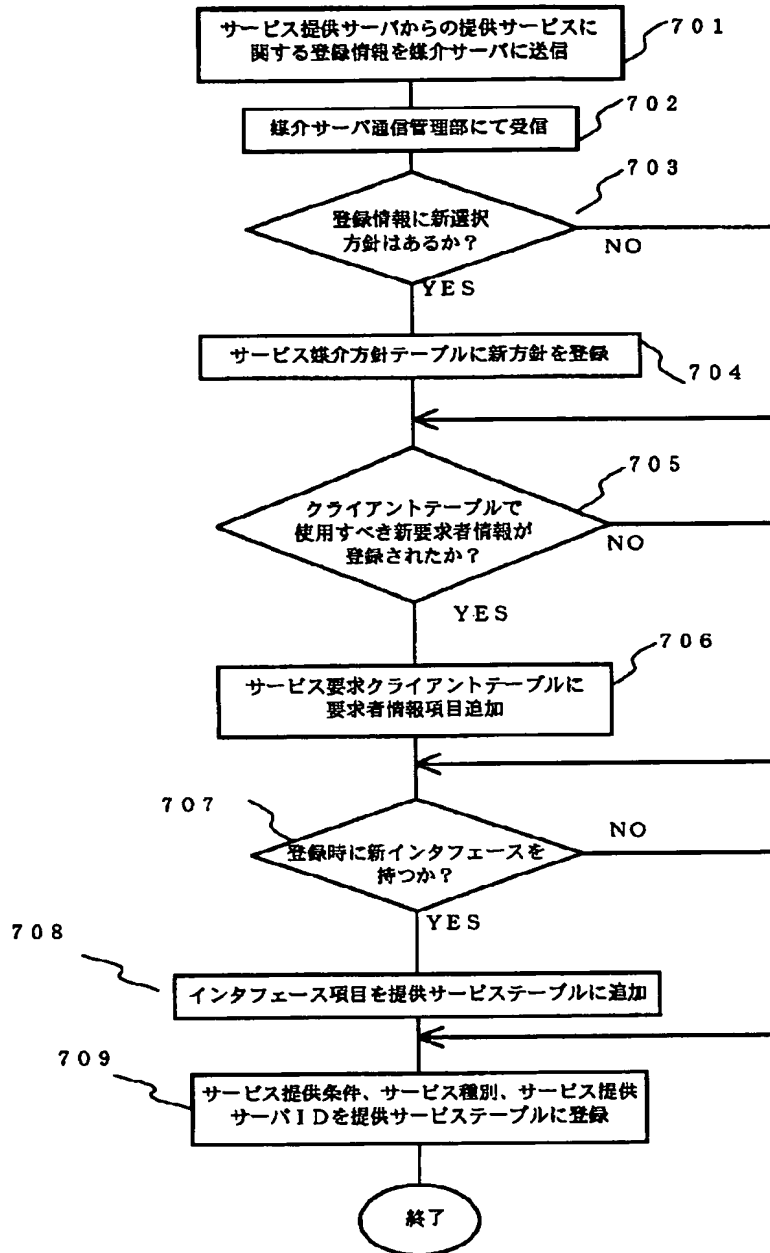 サービス提供サーバからの提供サービスに
関する登録情報を媒介サーバに送信
701
702
媒介サーバ通信管理部にて受信
703
登録情報に新選択
方針はあるか？
NO
YES
サービス媒介方針テーブルに新方針を登録
704
705
クライアントテーブルで
使用すべき新要求者情報が
登録されたか？
NO
YES
706
サービス要求クライアントテーブルに
要求者情報項目追加
707
NO
登録時に新インタフェースを
持つか？
YES
708
インタフェース項目を提供サービステーブルに追加
709
サービス提供条件、サービス種別、サービス提供
サーバIDを提供サービステーブルに登録
終了